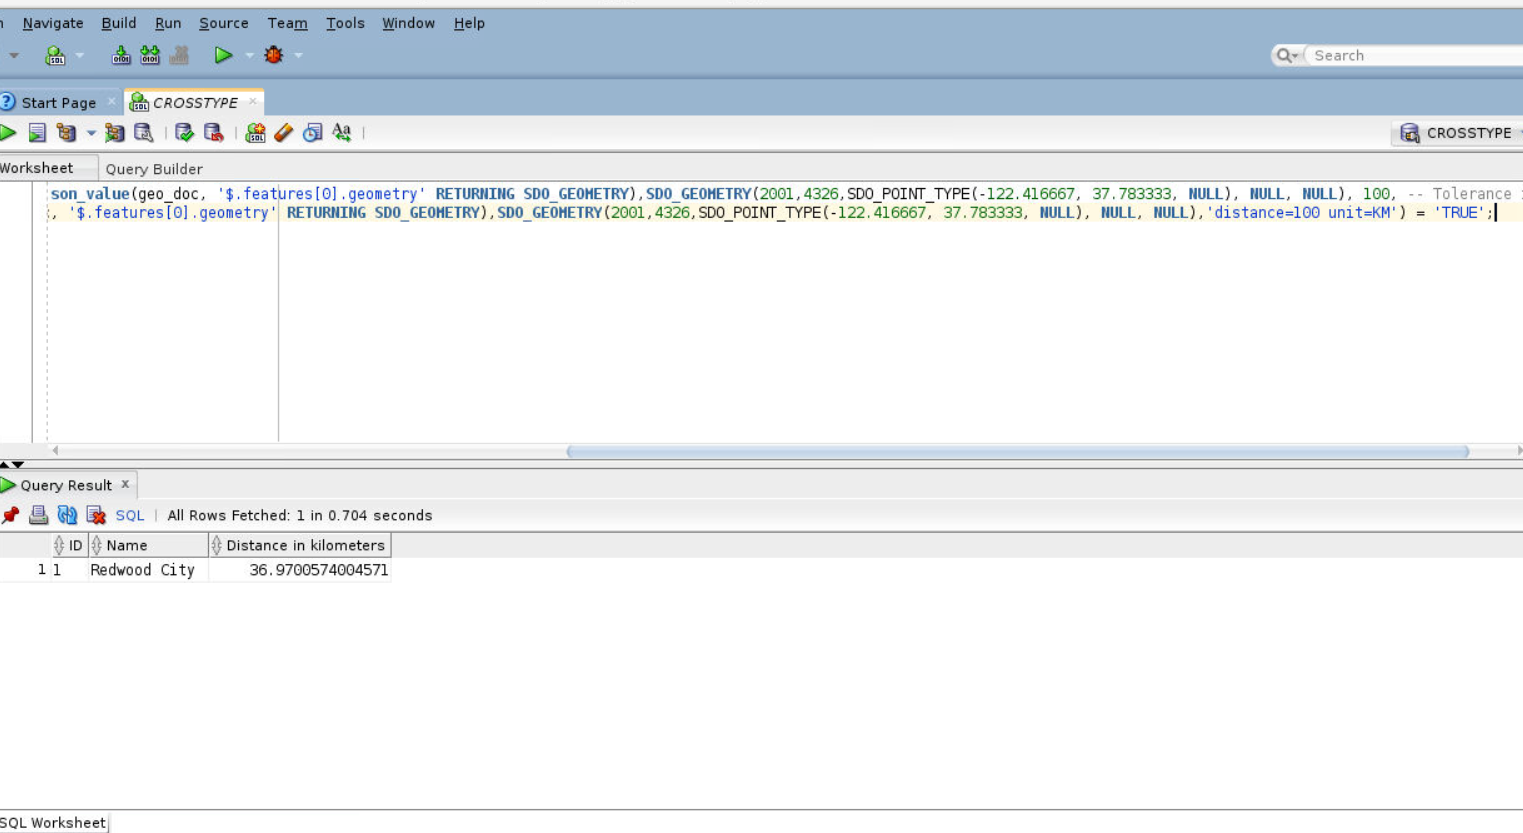 Navigate Build Run Source Team Tools Window Help
Search
Start Page CROSSTYPE
CROSSTYPE
Worksheet Query Builder
son_value(geo_doc, '$.features[0].geometry' RETURNING SDO_GEOMETRY),SDO_GEOMETRY(2001,4326,SDO_POINT_TYPE(-122.416667, 37.783333, NULL), NULL, NULL), 100, -- Tolerance
, '$.features[0].geometry' RETURNING SDO_GEOMETRY),SDO_GEOMETRY(2001,4326,SDO_POINT_TYPE(-122.416667, 37.783333, NULL), NULL, NULL),'distance=100 unit=KM') = 'TRUE';
Query Result x
SQL | All Rows Fetched: 1 in 0.704 seconds
ID Name Distance in kilometers
1 1 Redwood City 36.9700574004571
SQL Worksheet